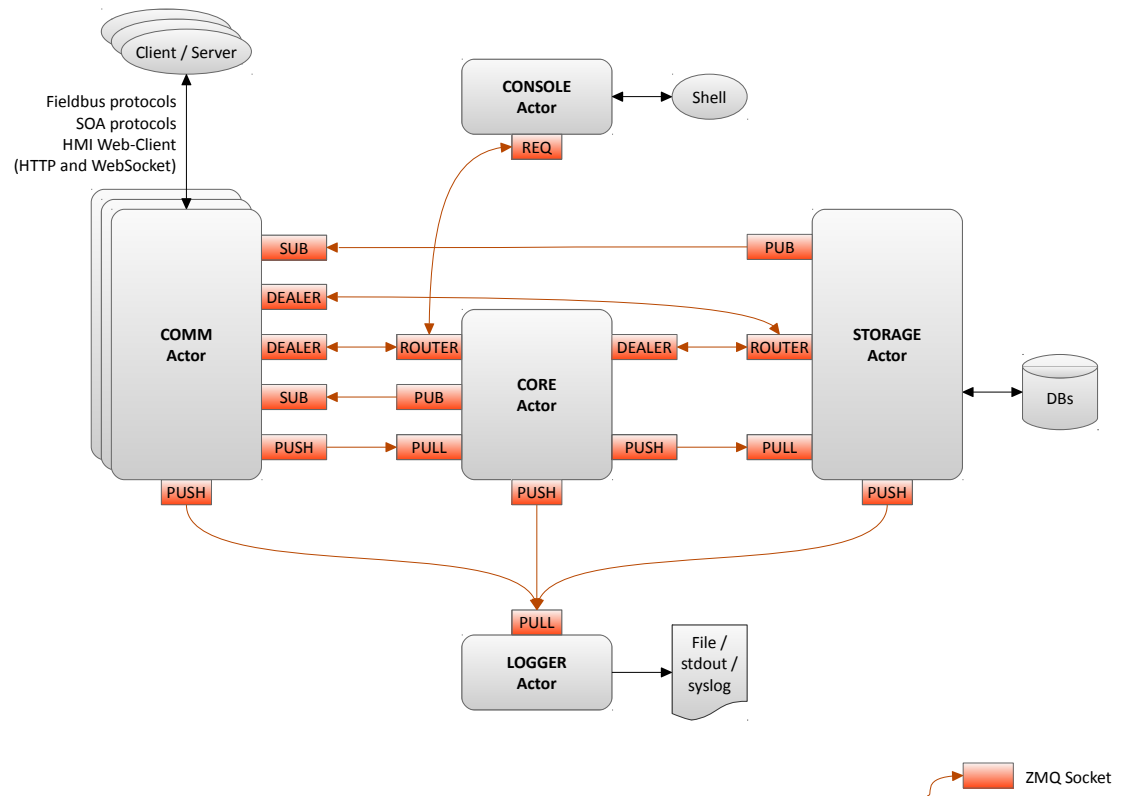 Client / Server
Fieldbus protocols
SOA protocols
HMI Web-Client
(HTTP and WebSocket)
CONSOLE
Actor
Shell
REQ
SUB
PUB
DEALER
COMM
Actor
DEALER
ROUTER
DEALER
ROUTER
STORAGE
Actor
CORE
Actor
SUB
PUB
DBs
PUSH
PULL
PUSH
PULL
PUSH
PUSH
PUSH
PULL
LOGGER
Actor
File /
stdout /
syslog
ZMQ Socket